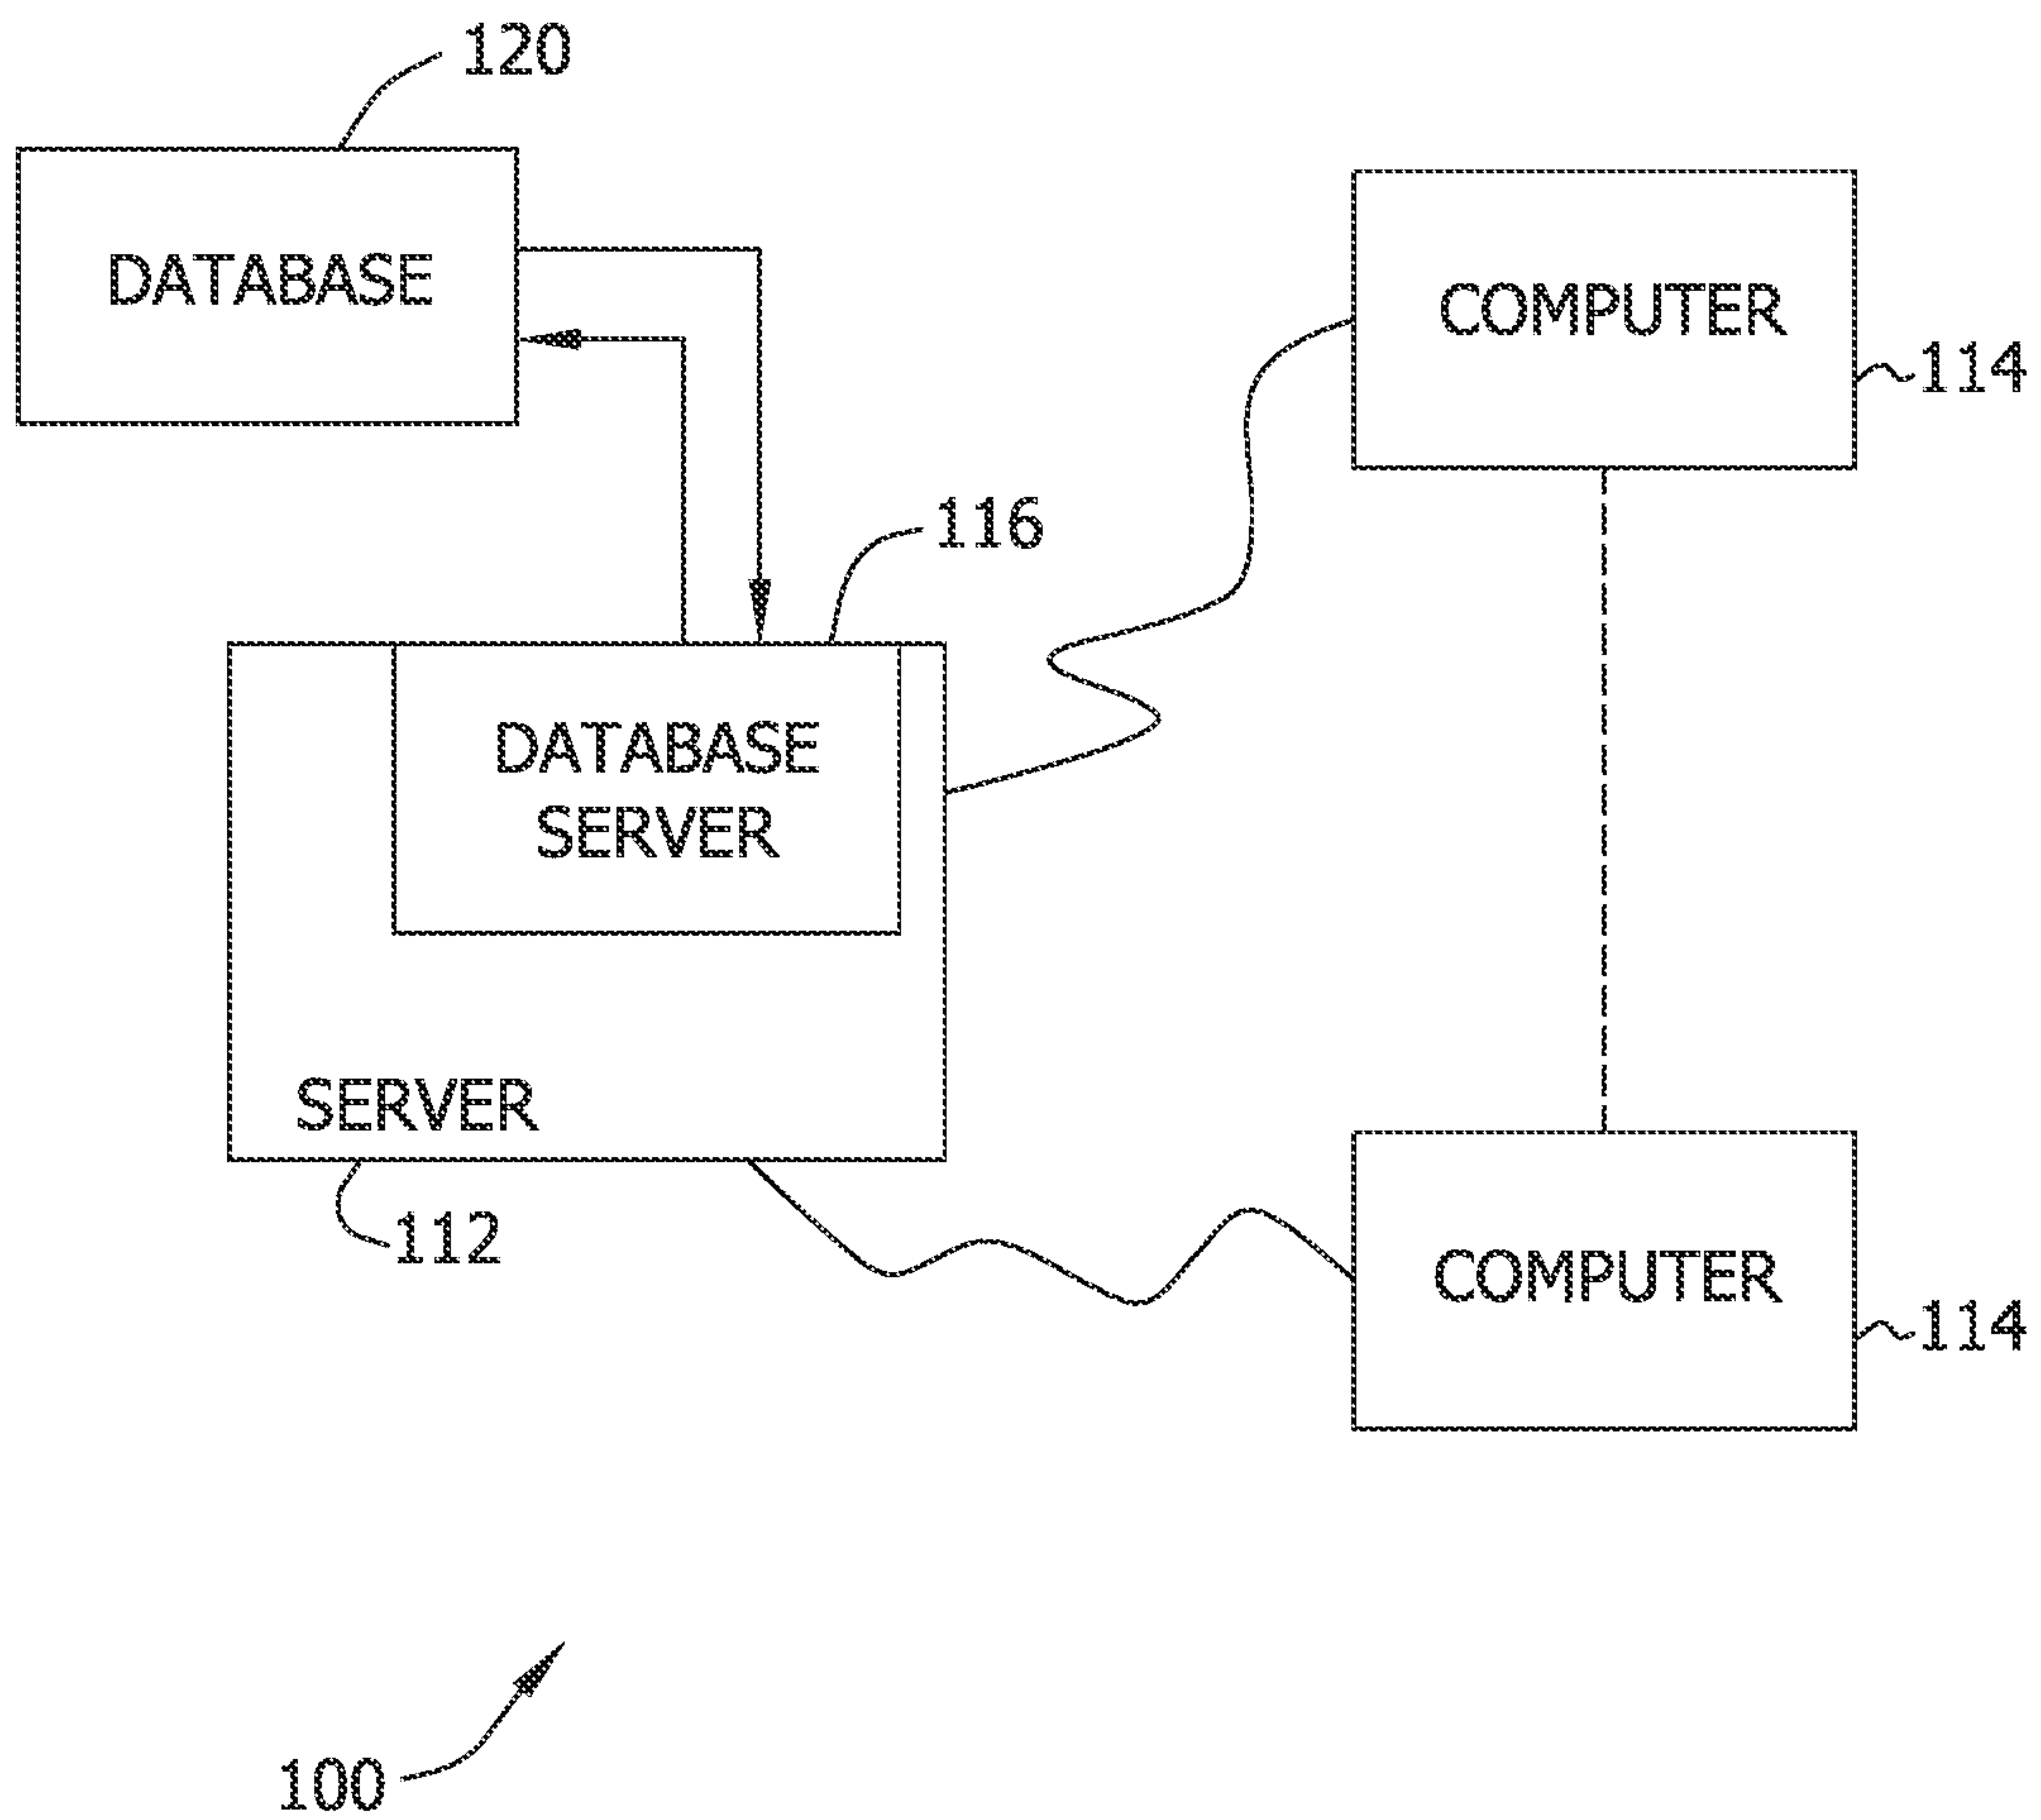 120
DATABASE
COMPUTER
114
116
DATABASE
SERVER
SERVER
112
COMPUTER
114
100